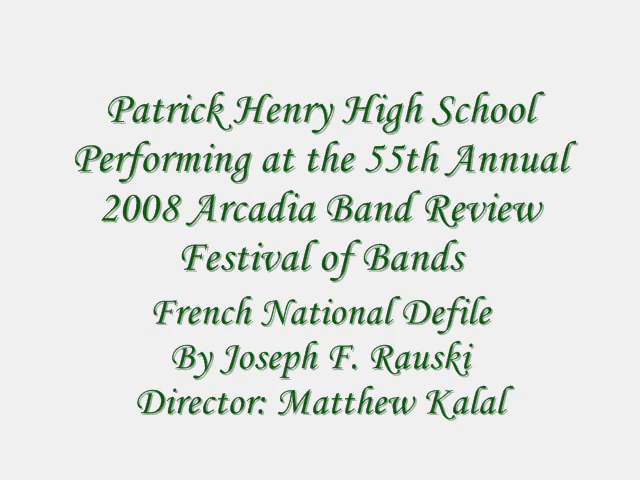 Patrick Henry High School
Performing at the 55th Annual
2008 Arcadia Band Review
Festival of Bands
French National Defile
By Joseph F. Rauski
Director: Matthew Kalal